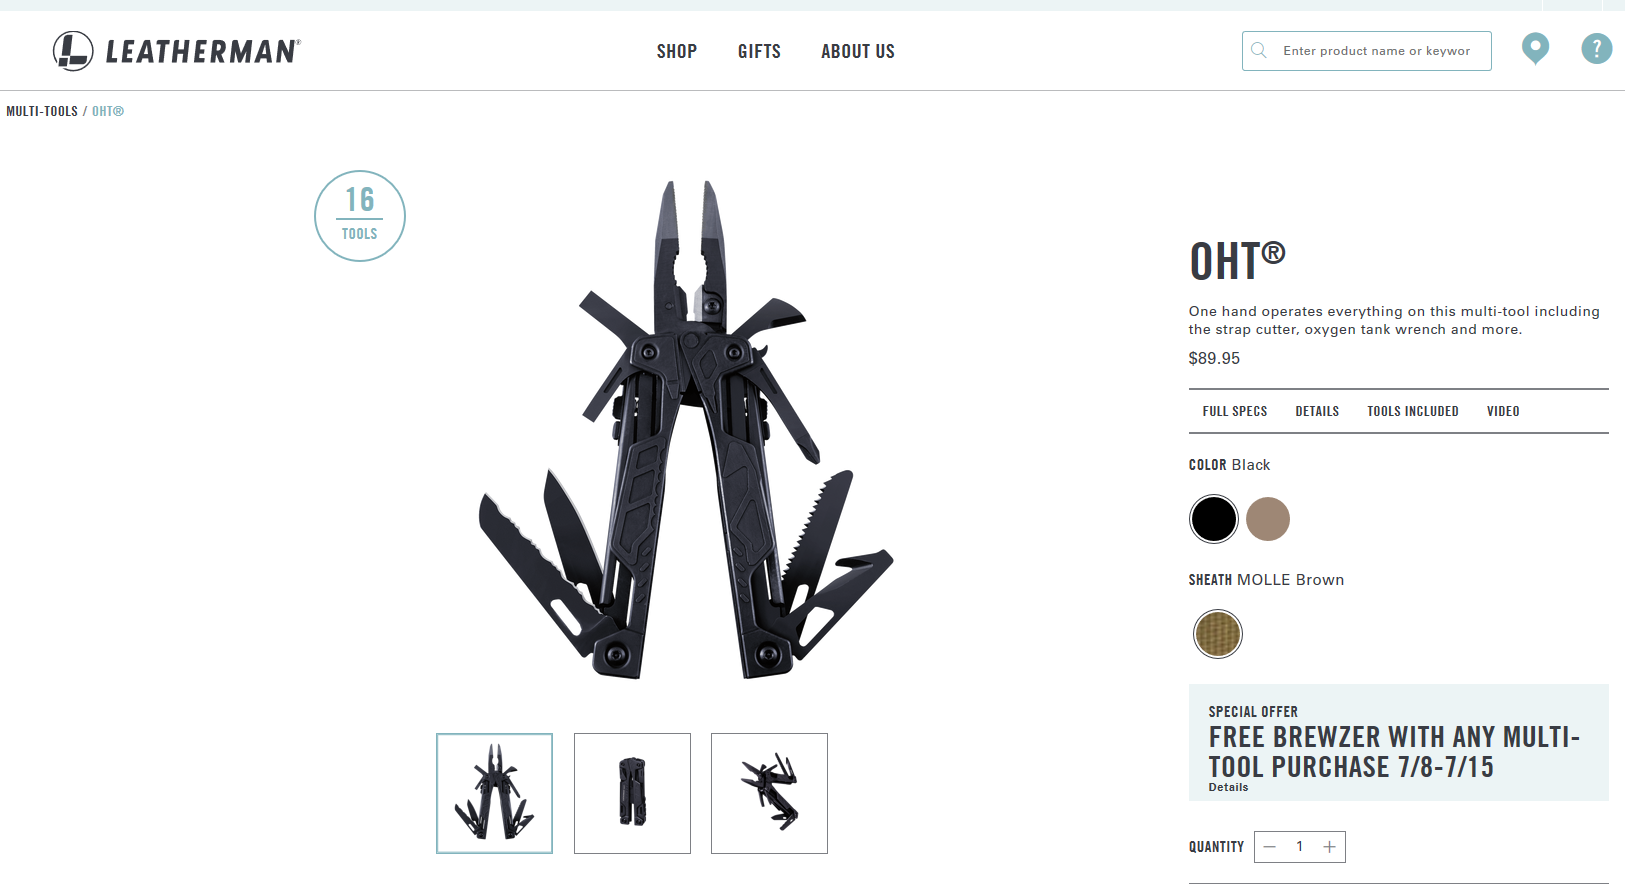 LEATHERMAN®
SHOP GIFTS ABOUT US
Enter product name or keywor
?
MULTI-TOOLS / OHT®
16
TOOLS
OHT®
One hand operates everything on this multi-tool including
the strap cutter, oxygen tank wrench and more.
$89.95
FULL SPECS DETAILS TOOLS INCLUDED VIDEO
COLOR Black
SHEATH MOLLE Brown
SPECIAL OFFER
FREE BREWZER WITH ANY MULTI-
TOOL PURCHASE 7/8-7/15
Details
QUANTITY — 1 +